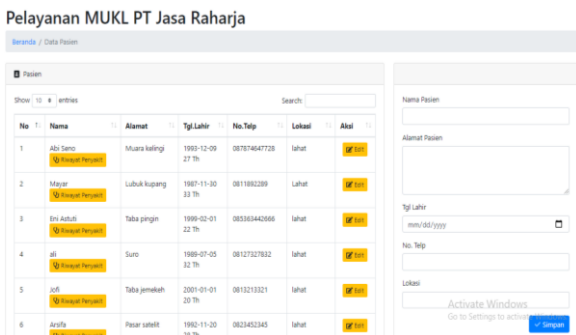 Pelayanan MUKL PT Jasa Raharja
Beranda / Data Pasien
Pasien
Show 10 entries Search:
No Nama Alamat Tgl.Lahir No.Telp Lokasi Aksi
1 Abi Sano Muara kalingi 1993-12-09 087874647728 lahat Edit
Riwayat Penyakit 27 Th
2 Mayar Lubuk kupang 1987-11-30 0811892289 Lahat Edit
Riwayat Penyakit 33 Th
3 Eni Astuti Taba pingin 1999-02-01 085363442666 lahat Edit
Riwayat Penyakit 22 Th
4 ali Suro 1989-07-05 08127327832 lahat Edit
Riwayat Penyakit 32 Th
5 Jofi Taba jemekeh 2001-01-01 0813213321 lahat Edit
Riwayat Penyakit 20 Th
6 Arsifa Pasar satelit 1992-11-20 0823452345 lahat Edit
Nama Pasien
Alamat Pasien
Tgl Lahir
mm/dd/yyyy
No. Telp
Lokasi
Activate Windows
Go to Settings to activate
Simpan